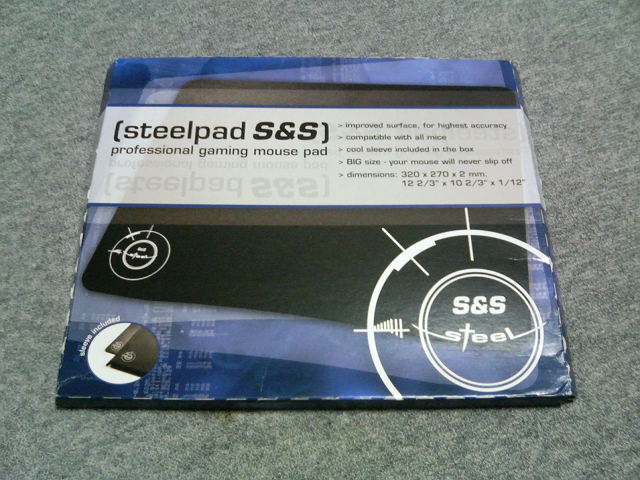 [steelpad S&S]
professional gaming mouse pad
> improved surface, for highest accuracy
> compatible with all mice
> cool sleeve included in the box
> BIG size - your mouse will never slip off
> dimensions: 320 x 270 x 2 mm.
12 2/3" x 10 2/3" x 1/12"
S&S
steel
sleeve included